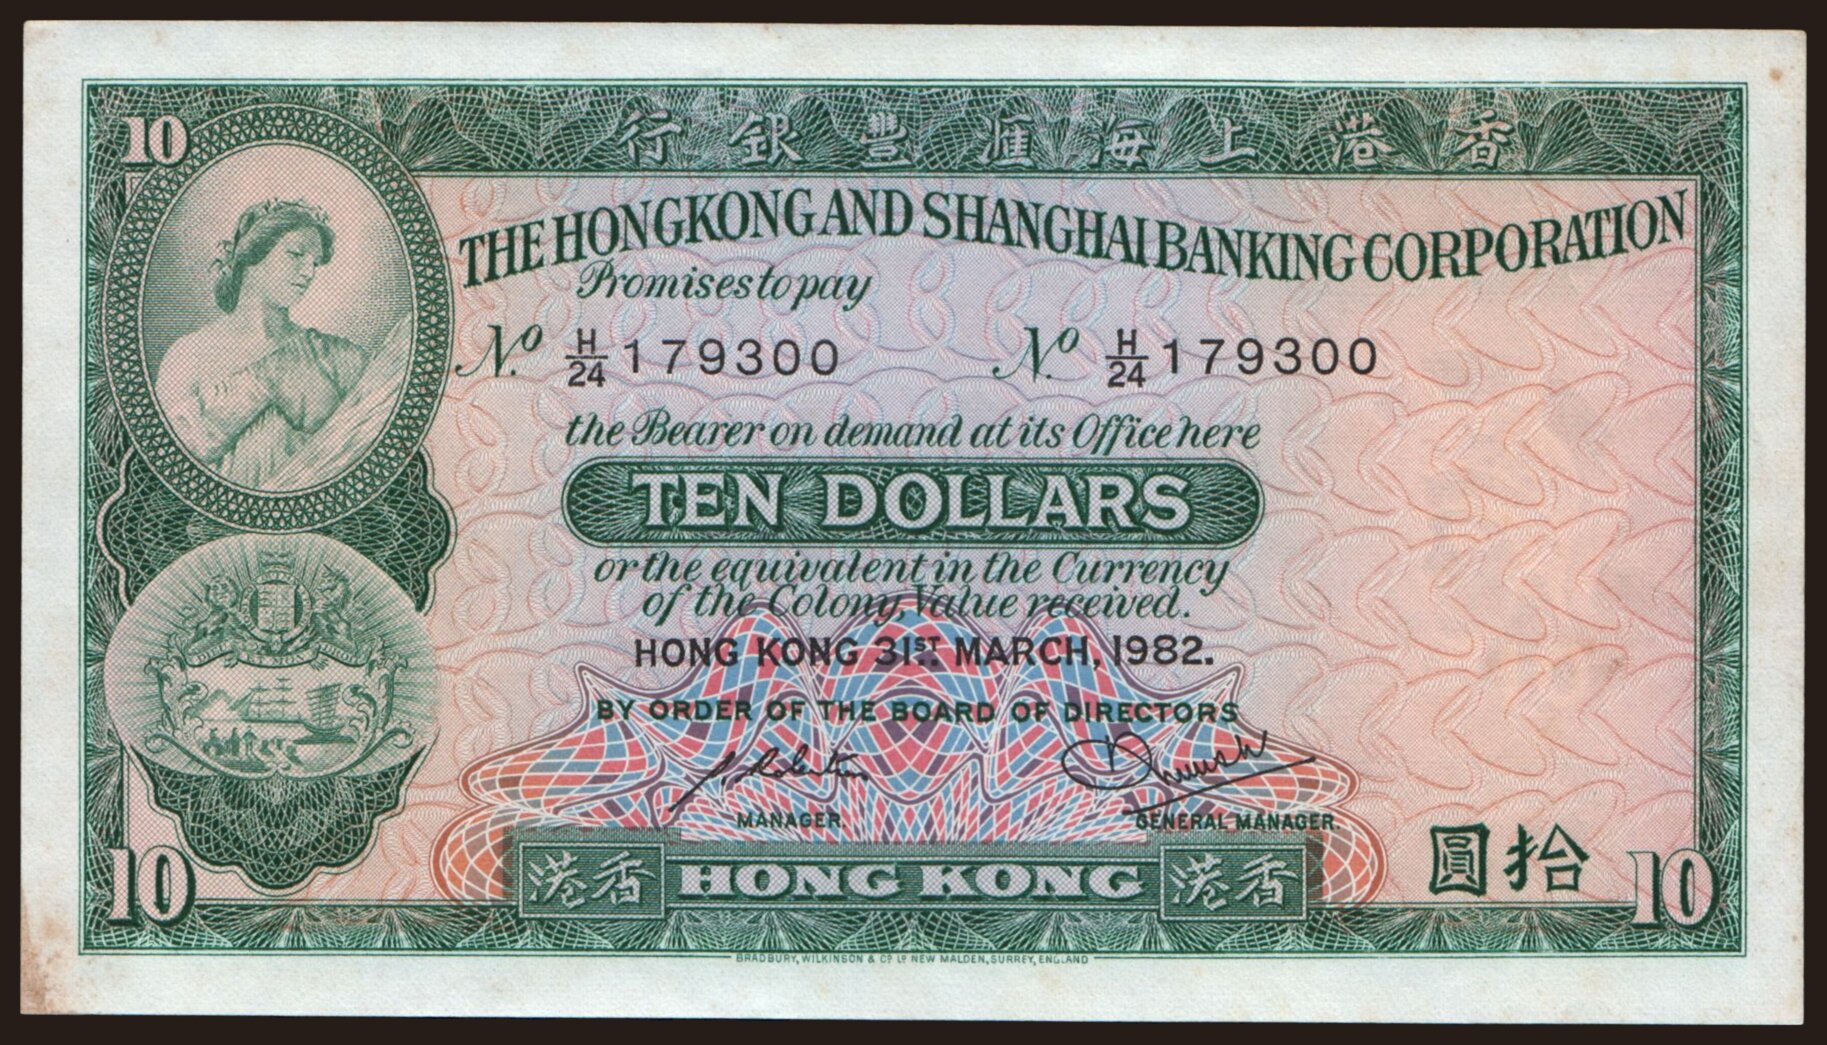 10
行銀豐滙海上港香
THE HONGKONG AND SHANGHAI BANKING CORPORATION
Promises to pay
No. H/24 179300 No. H/24 179300
the Bearer on demand at its Office here
TEN DOLLARS
or the equivalent in the Currency
of the Colony, Value received.
HONG KONG 31ST MARCH, 1982.
BY ORDER OF THE BOARD OF DIRECTORS
MANAGER. GENERAL MANAGER.
圓拾
10 港香 HONG KONG 港香 10
BRADBURY, WILKINSON & Co. Ld. NEW MALDEN, SURREY, ENGLAND